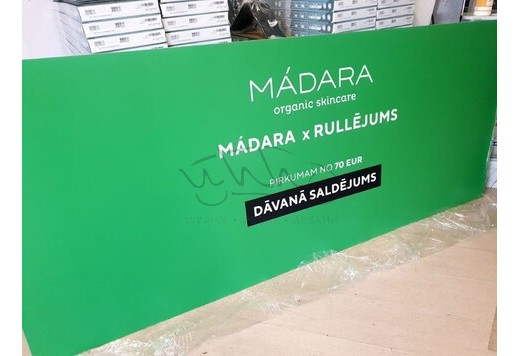 MÁDARA
organic skincare
MÁDARA x RULLĒJUMS
PIRKUMAM NO 70 EUR
DĀVANĀ SALDĒJUMS